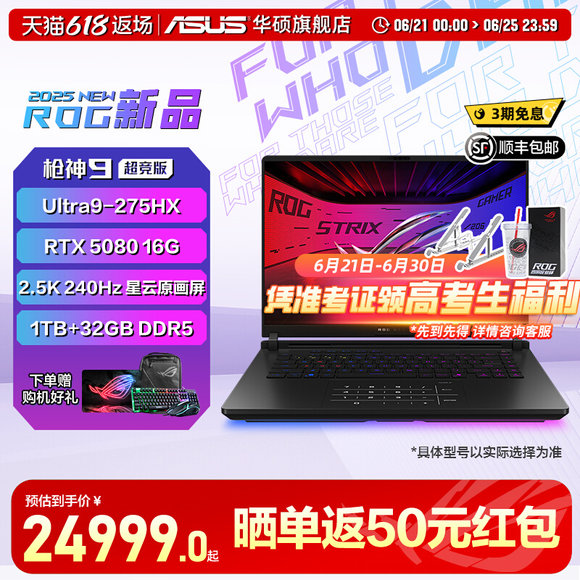 天猫618返场 ASUS 华硕旗舰店
06/21 00:00 > 06/25 23:59
2025 NEW
ROG新品
枪神9 超竞版
Ultra9-275HX
RTX 5080 16G
2.5K 240Hz 星云原画屏
1TB+32GB DDR5
下单赠
购机好礼
3期免息
SF 顺丰包邮
FOR THOSE
WHO DARE
ROG
STRIX
GAMER
ROG
6月21日-6月30日
凭准考证领高考生福利
*先到先得 详情咨询客服
*具体型号以实际选择为准
预估到手价¥
24999.0起
晒单返50元红包